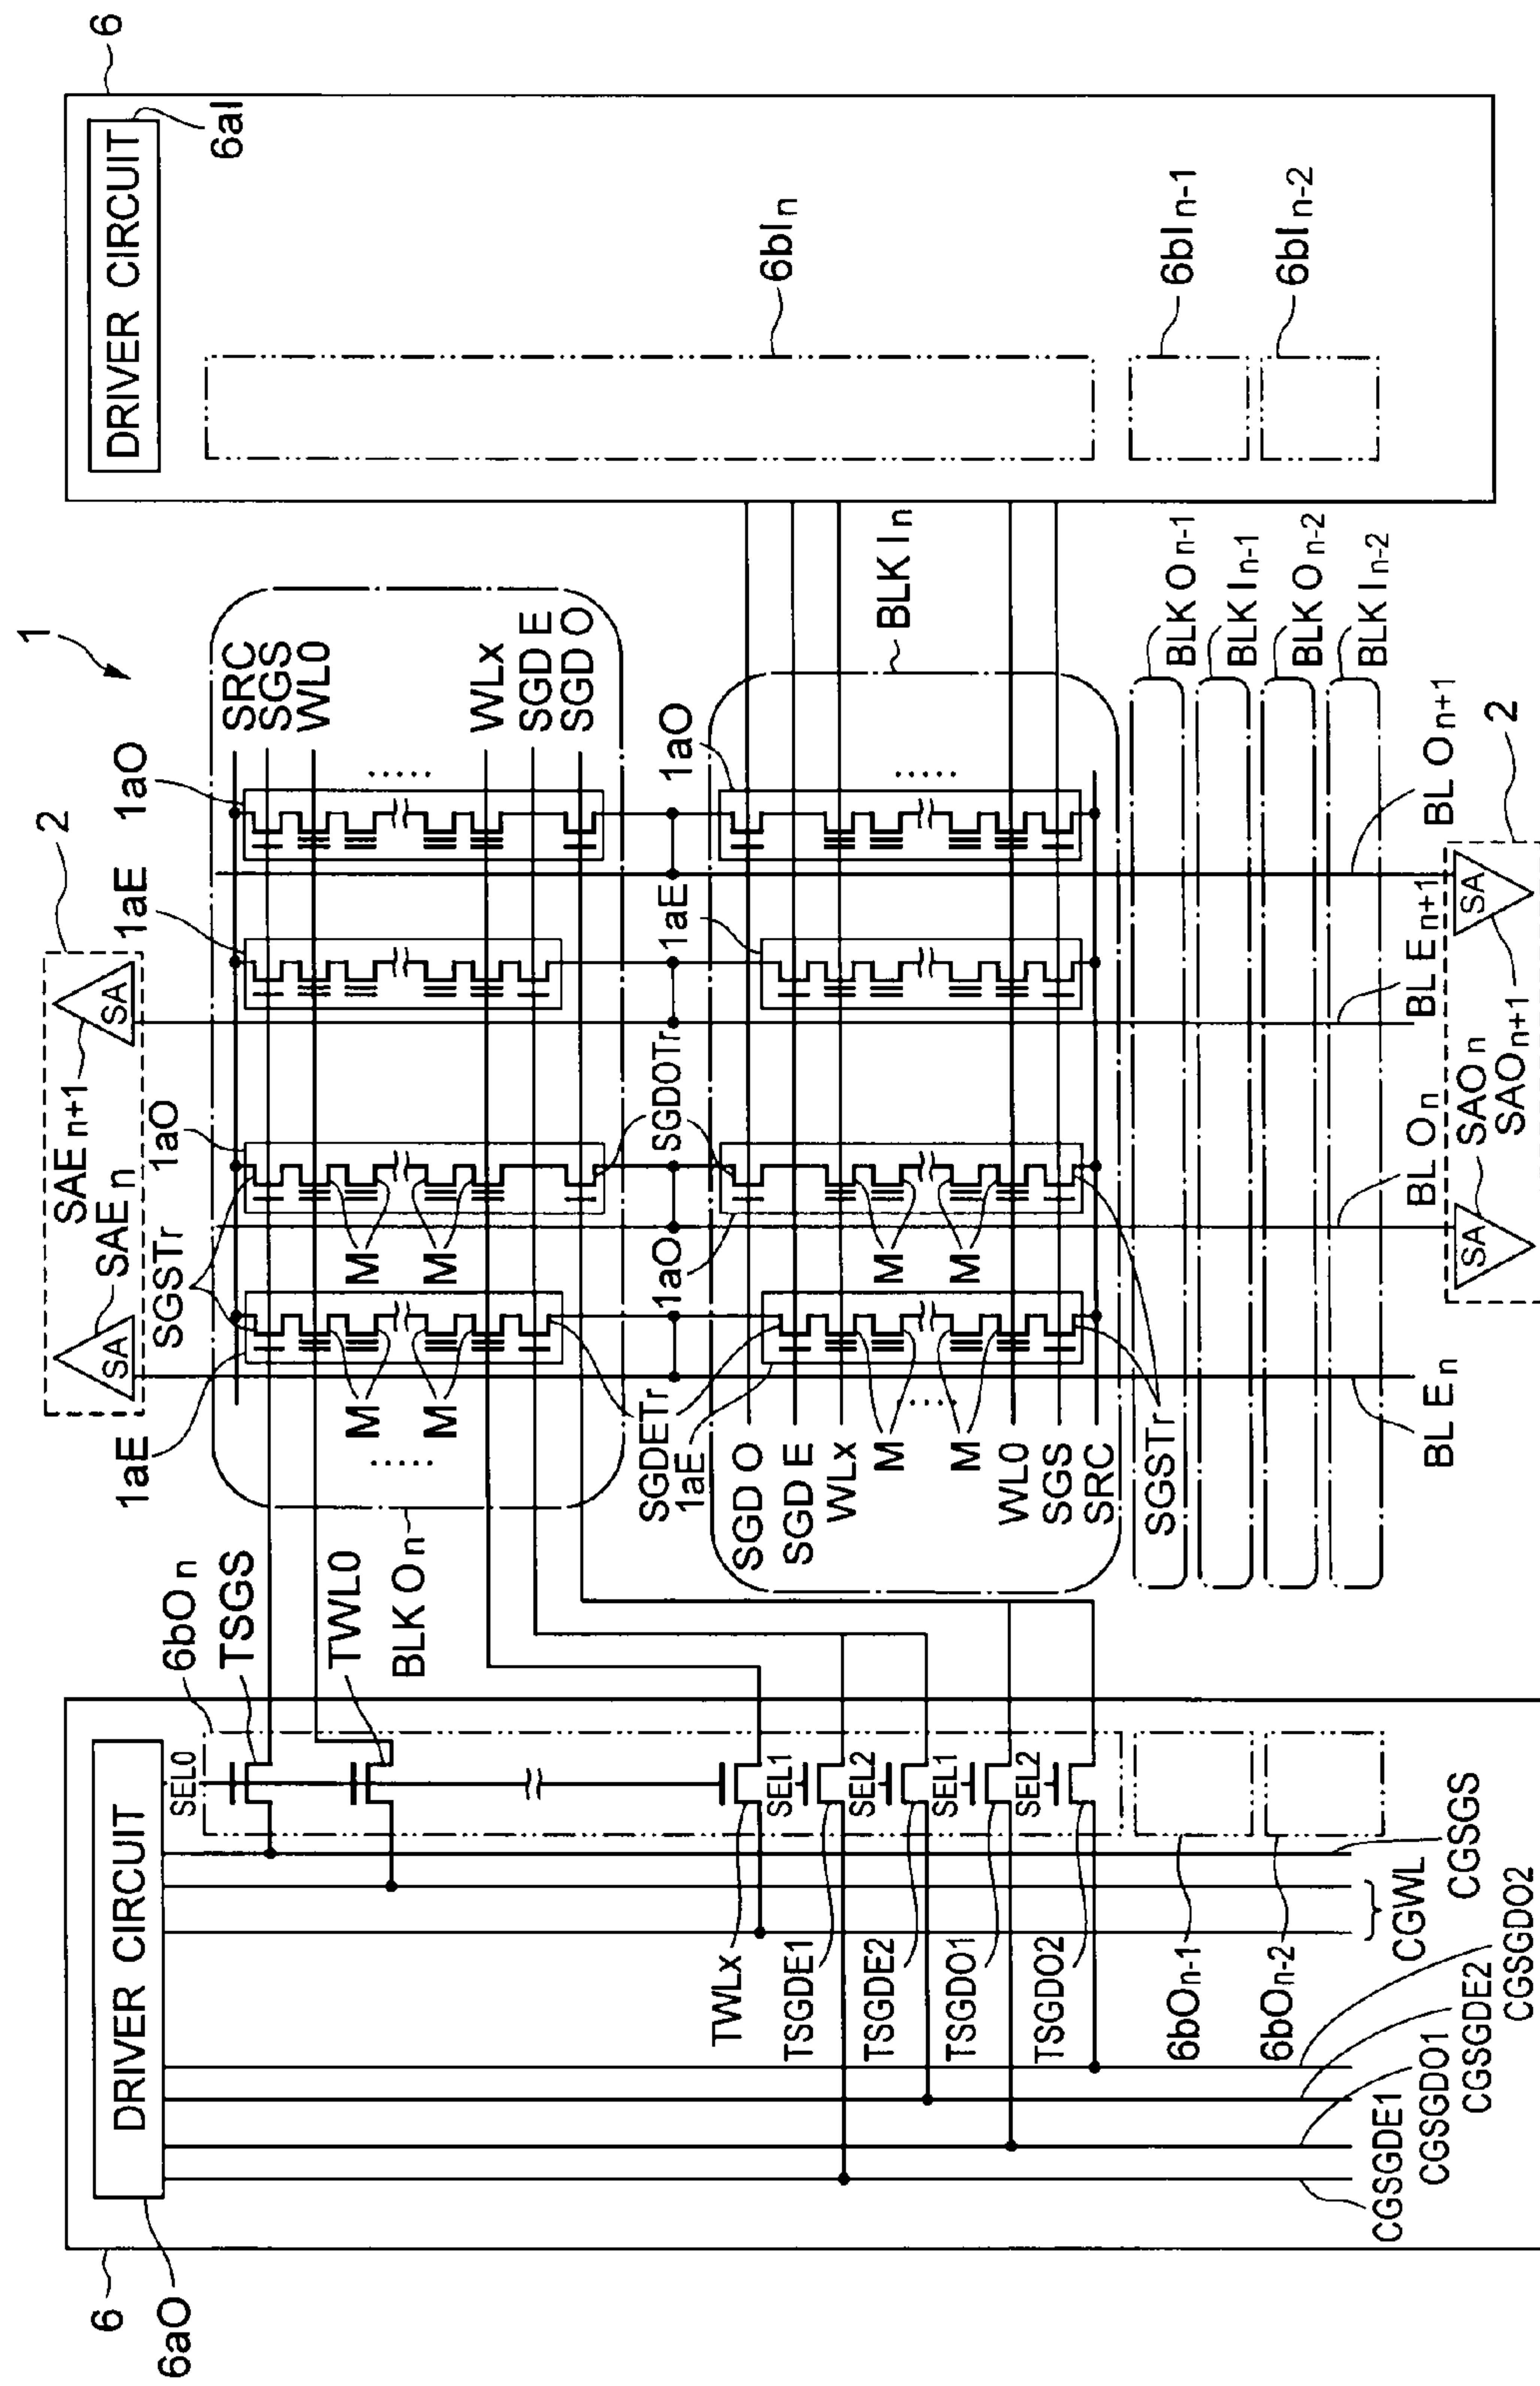 6
DRIVER CIRCUIT
6aI
6bIn
6bIn-1
6bIn-2
1
SRC
SGS
WL0
WLx
SGD E
SGD O
BLKIn
BLK On-1
BLK In-1
BLK On-2
BLK In-2
2
1aO
1aE
1aO
1aE
.....
.....
BL On+1
BL En+1
2
SA
SA
SAEn+1
SAEn
SGSTr
1aO
SGDOTr
1aO
M
M
M
M
BL On
SAOn
SAOn+1
SA
SA
1aE
M
M
M
M
.....
.....
SGDETr
1aE
SGD O
SGD E
WLx
WL0
SGS
SRC
SGSTr
BL En
BLK On
6bOn
TSGS
TWL0
DRIVER CIRCUIT
SEL0
SEL1
SEL2
SEL1
SEL2
TWLx
TSGDE1
TSGDE2
TSGDO1
TSGDO2
6bOn-1
6bOn-2
CGSGS
CGWL
CGSGDO2
CGSGDE2
CGSGDO1
CGSGDE1
6
6aO